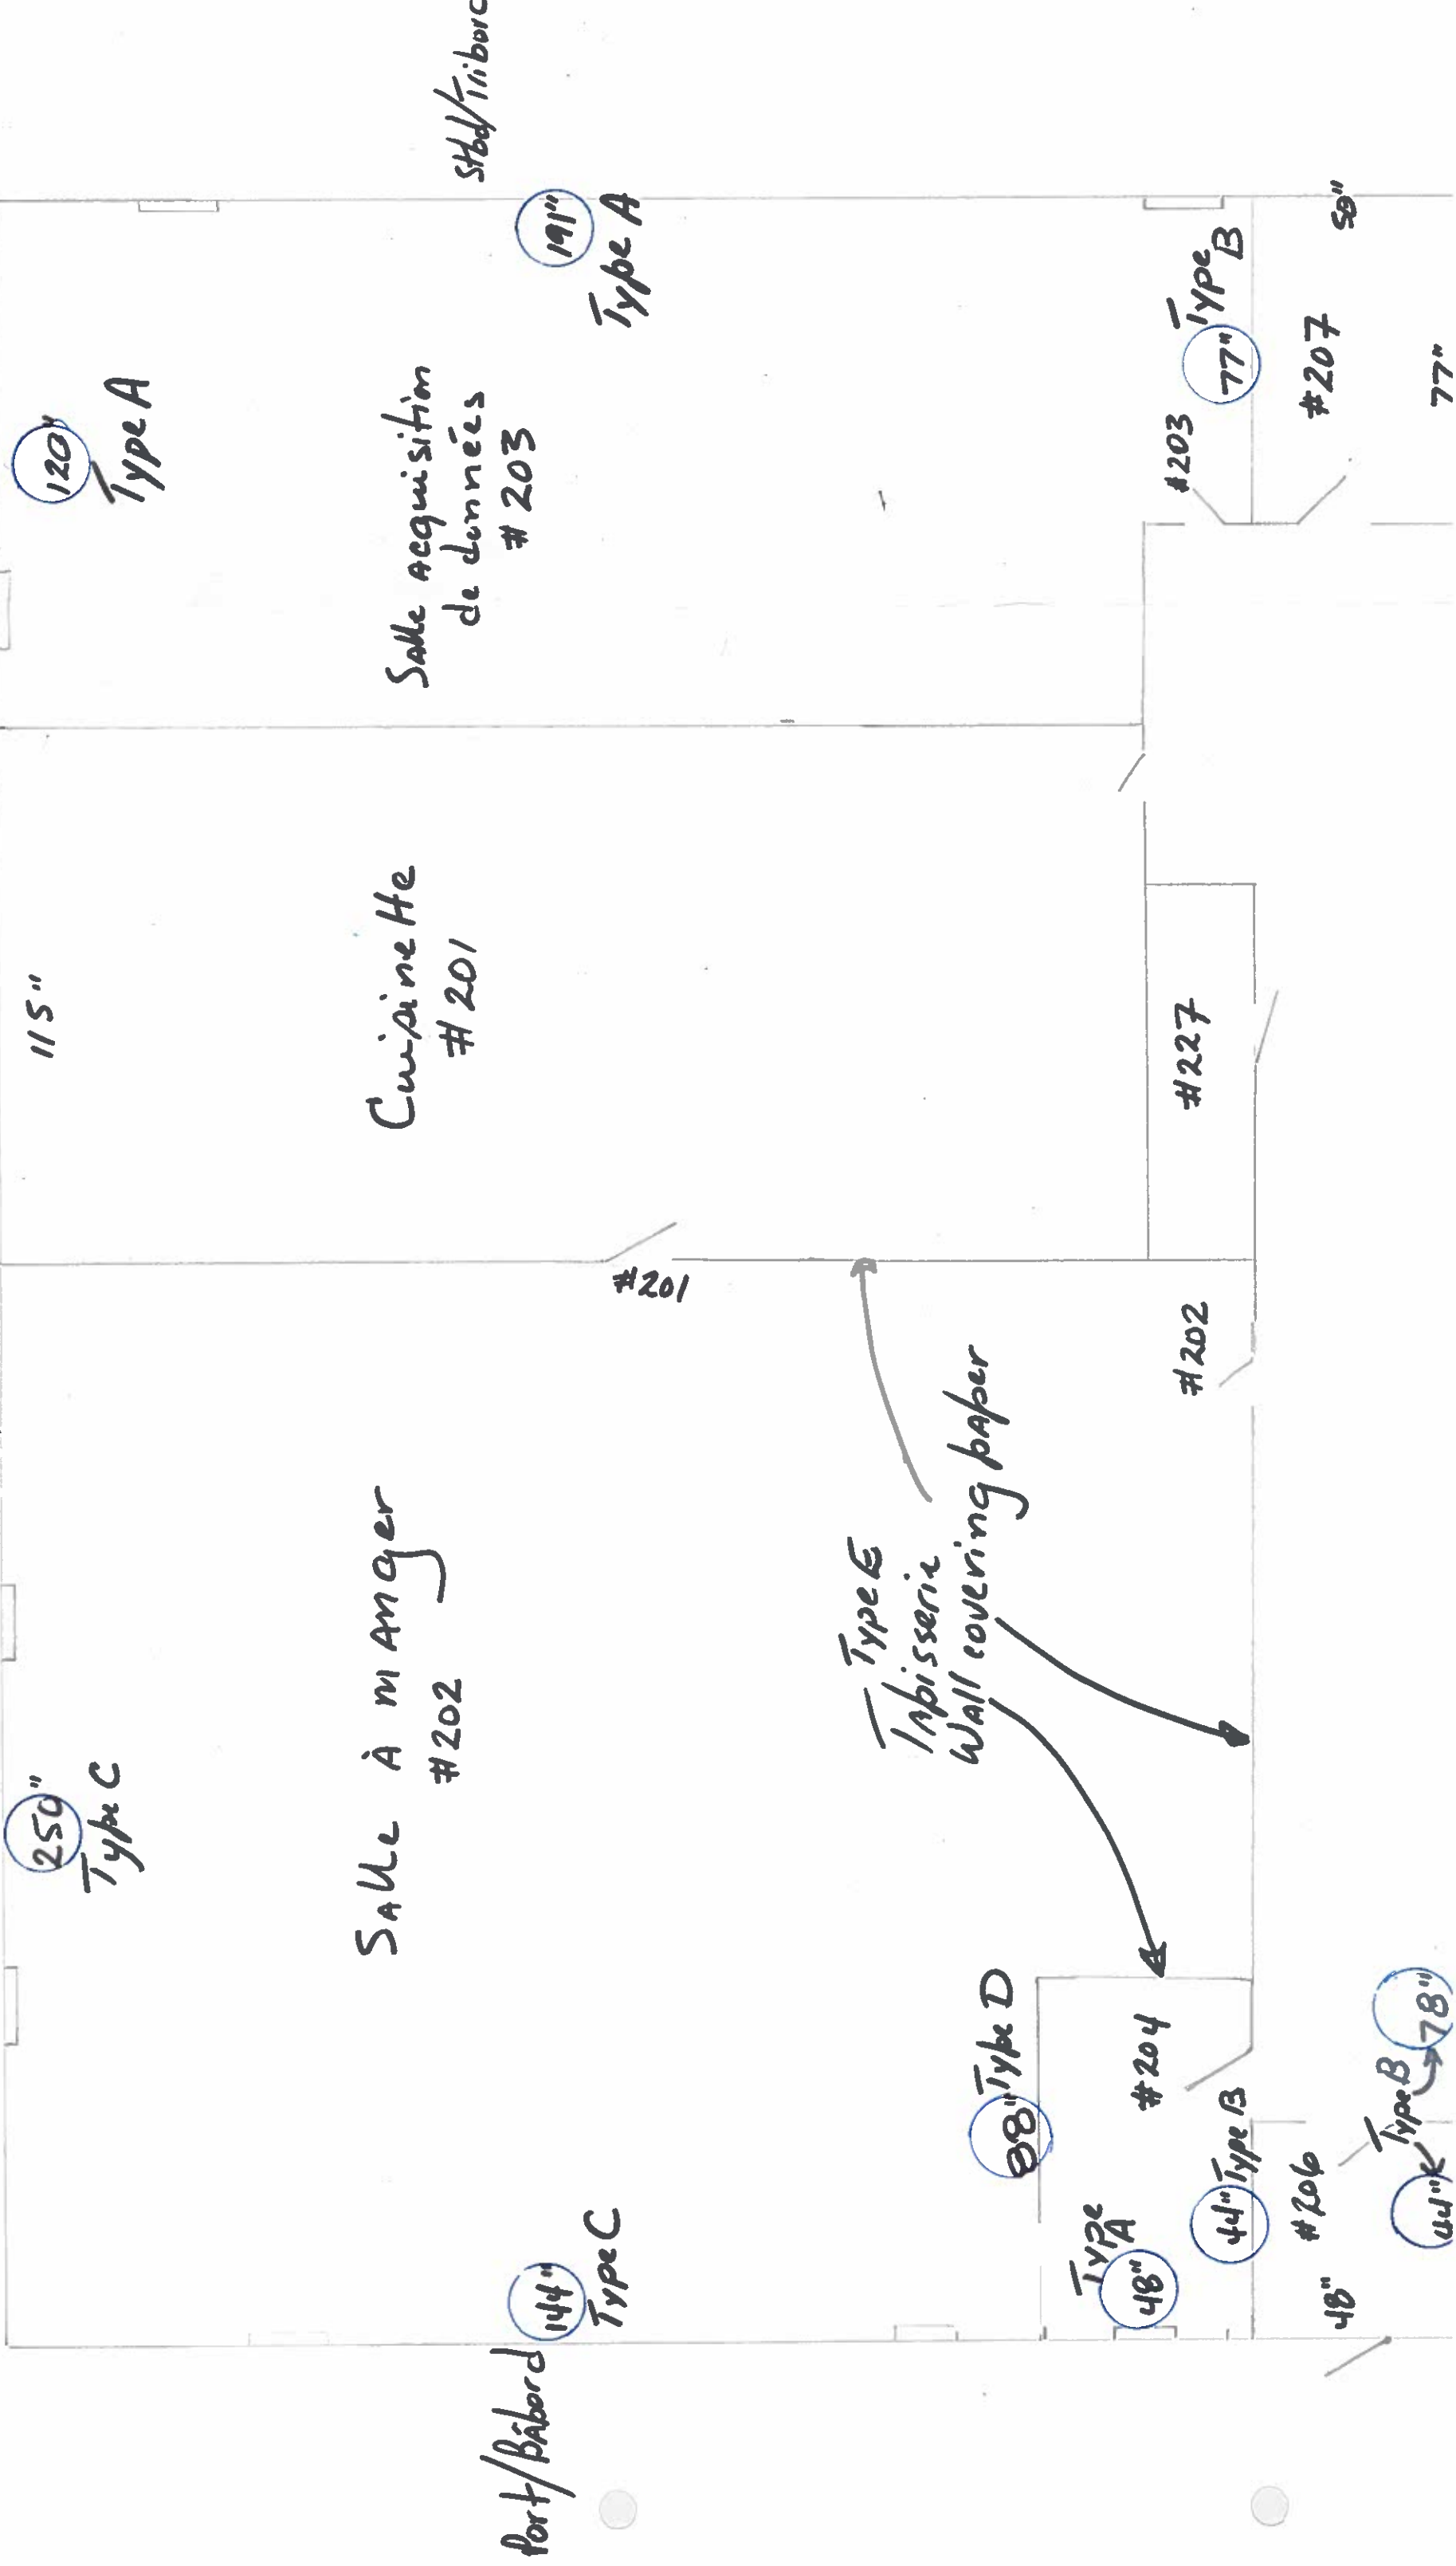 Port/Bâbord
144"
Type C
250"
Type C
Salle à manger
#202
88" Type D
Type
A
48"
44" Type B
#204
#206
48"
44"
Type B
78"
Type E
Tapisserie
Wall covering paper
#202
#201
115"
Cuisinette
#201
#227
120"
Type A
Salle acquisition
de données
#203
191"
Type A
#203
77"
Type
B
#207
50"
77"
Stbd/Tribord